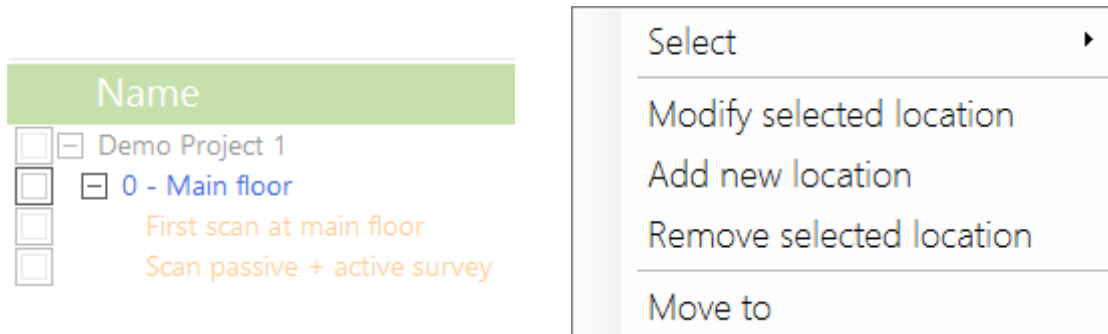 Name
Demo Project 1
0 - Main floor
First scan at main floor
Scan passive + active survey
Select
Modify selected location
Add new location
Remove selected location
Move to